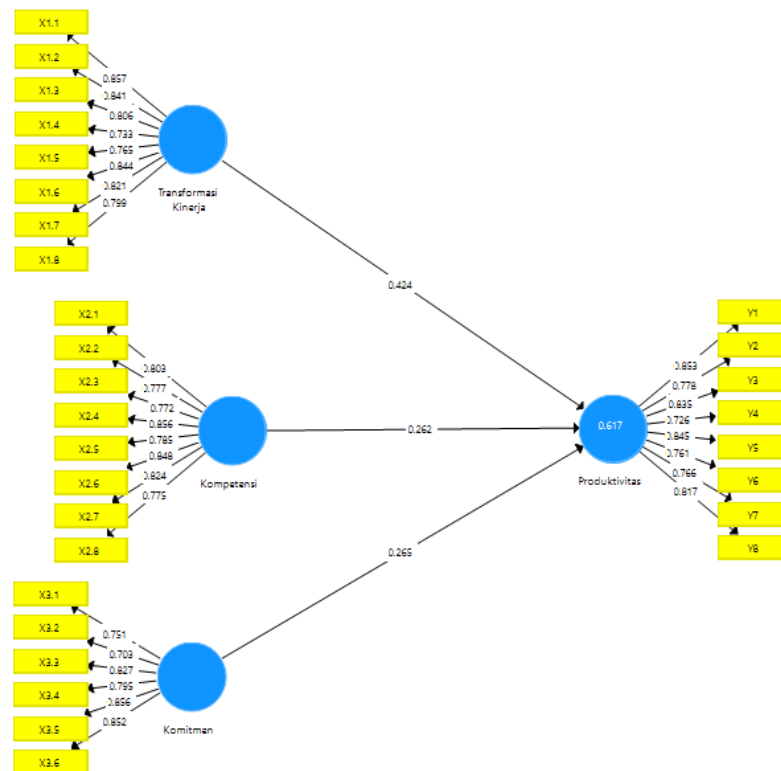 X1.1
X1.2
X1.3
X1.4
X1.5
X1.6
X1.7
X1.8
0.857
0.841
0.806
0.733
0.765
0.844
0.821
0.799
Transformasi
Kinerja
0.424
X2.1
X2.2
X2.3
X2.4
X2.5
X2.6
X2.7
X2.8
0.803
0.777
0.772
0.856
0.785
0.848
0.824
0.775
Kompetensi
0.262
X3.1
X3.2
X3.3
X3.4
X3.5
X3.6
0.751
0.703
0.827
0.795
0.856
0.852
Komitmen
0.265
0.617
Produktivitas
0.853
0.778
0.835
0.726
0.845
0.761
0.766
0.817
Y1
Y2
Y3
Y4
Y5
Y6
Y7
Y8